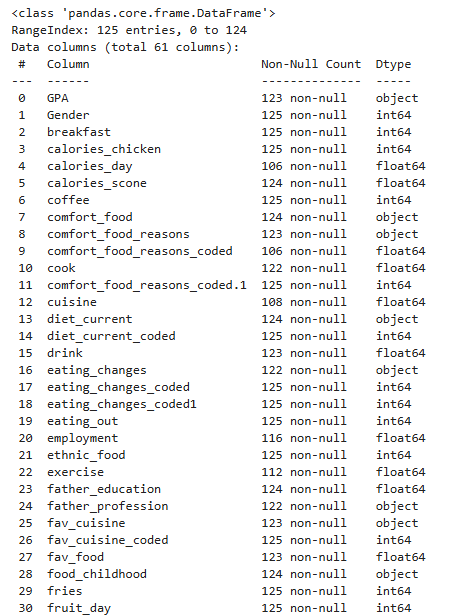 <class 'pandas.core.frame.DataFrame'>
RangeIndex: 125 entries, 0 to 124
Data columns (total 61 columns):
 #   Column                        Non-Null Count  Dtype
---  ------                        --------------  -----
 0   GPA                           123 non-null    object
 1   Gender                        125 non-null    int64
 2   breakfast                     125 non-null    int64
 3   calories_chicken              125 non-null    int64
 4   calories_day                  106 non-null    float64
 5   calories_scone                124 non-null    float64
 6   coffee                        125 non-null    int64
 7   comfort_food                  124 non-null    object
 8   comfort_food_reasons          123 non-null    object
 9   comfort_food_reasons_coded    106 non-null    float64
 10  cook                          122 non-null    float64
 11  comfort_food_reasons_coded.1  125 non-null    int64
 12  cuisine                       108 non-null    float64
 13  diet_current                  124 non-null    object
 14  diet_current_coded            125 non-null    int64
 15  drink                         123 non-null    float64
 16  eating_changes                122 non-null    object
 17  eating_changes_coded          125 non-null    int64
 18  eating_changes_coded1         125 non-null    int64
 19  eating_out                    125 non-null    int64
 20  employment                    116 non-null    float64
 21  ethnic_food                   125 non-null    int64
 22  exercise                      112 non-null    float64
 23  father_education              124 non-null    float64
 24  father_profession             122 non-null    object
 25  fav_cuisine                   123 non-null    object
 26  fav_cuisine_coded             125 non-null    int64
 27  fav_food                      123 non-null    float64
 28  food_childhood                124 non-null    object
 29  fries                         125 non-null    int64
 30  fruit_day                     125 non-null    int64